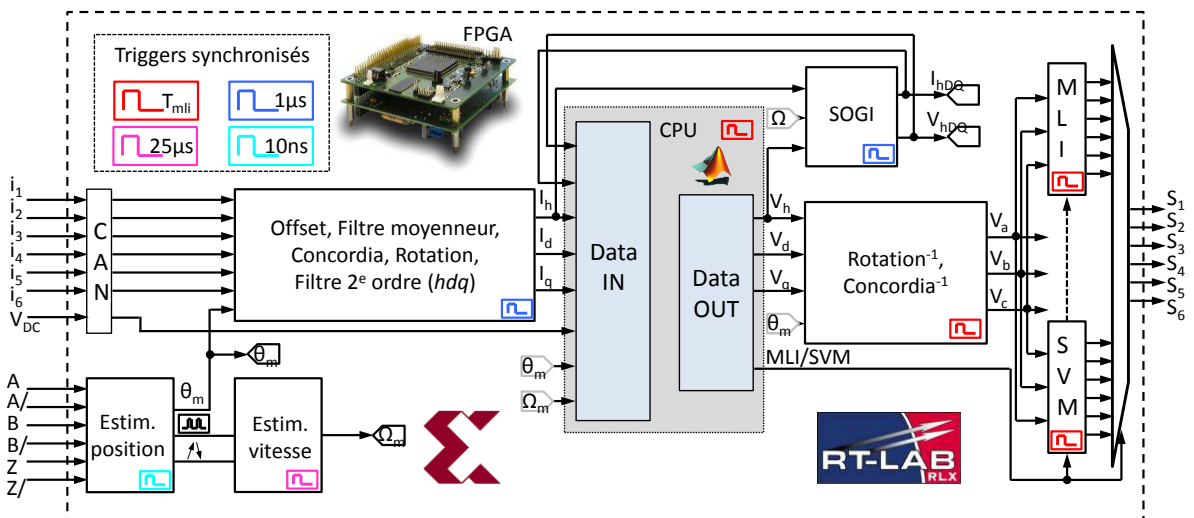 Triggers synchronisés
T_mli
1µs
25µs
10ns
FPGA
i_1
i_2
i_3
i_4
i_5
i_6
V_DC
C
A
N
Offset, Filtre moyenneur,
Concordia, Rotation,
Filtre 2^e ordre (hdq)
I_h
I_d
I_q
CPU
Data
IN
Data
OUT
θ_m
Ω_m
Ω
SOGI
I_hDQ
V_hDQ
V_h
V_d
V_q
θ_m
MLI/SVM
Rotation^-1,
Concordia^-1
V_a
V_b
V_c
M
L
I
S
V
M
S_1
S_2
S_3
S_4
S_5
S_6
A
A/
B
B/
Z
Z/
Estim.
position
θ_m
θ_m
Estim.
vitesse
Ω_m
RT-LAB
RLX